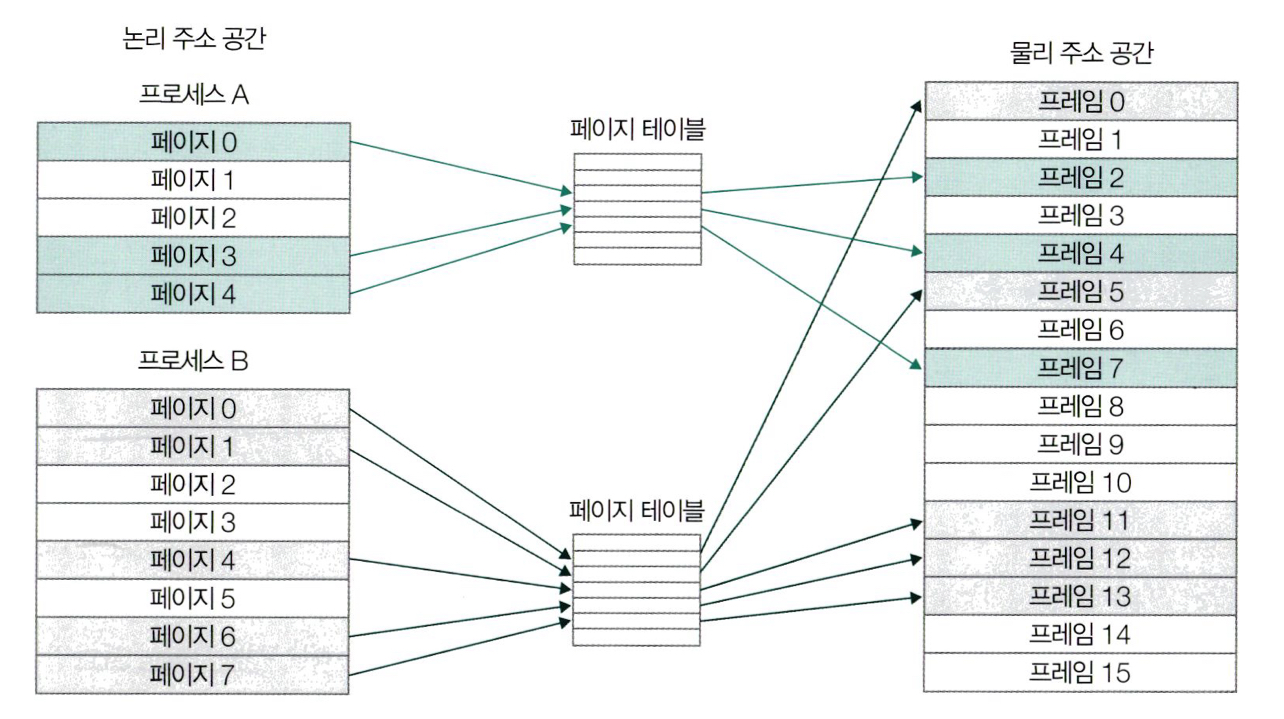 논리 주소 공간
프로세스 A
페이지 0
페이지 1
페이지 2
페이지 3
페이지 4
프로세스 B
페이지 0
페이지 1
페이지 2
페이지 3
페이지 4
페이지 5
페이지 6
페이지 7
페이지 테이블
페이지 테이블
물리 주소 공간
프레임 0
프레임 1
프레임 2
프레임 3
프레임 4
프레임 5
프레임 6
프레임 7
프레임 8
프레임 9
프레임 10
프레임 11
프레임 12
프레임 13
프레임 14
프레임 15